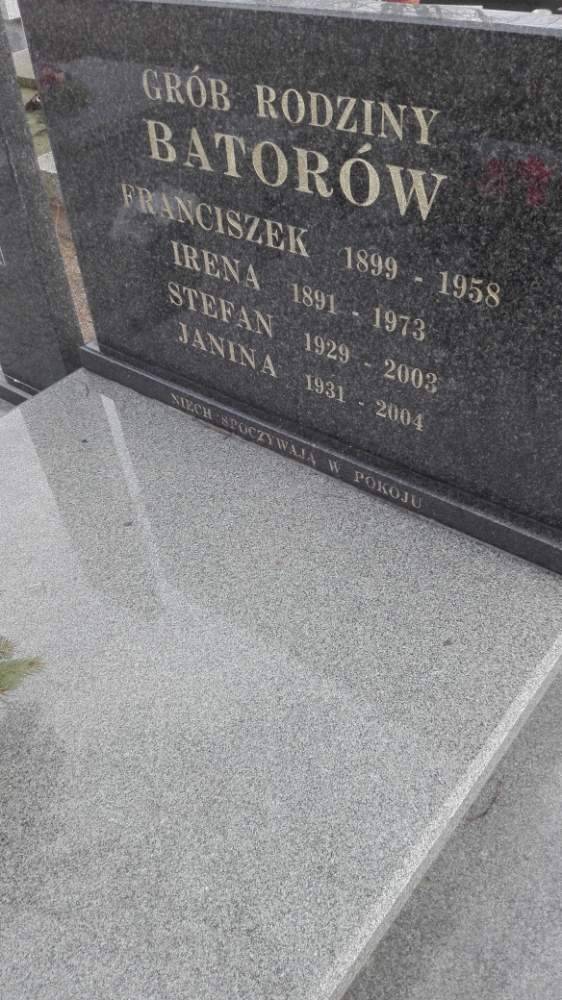 GRÓB RODZINY
BATORÓW
FRANCISZEK 1899 - 1958
IRENA 1891 - 1973
STEFAN 1929 - 2003
JANINA 1931 - 2004
NIECH SPOCZYWAJĄ W POKOJU